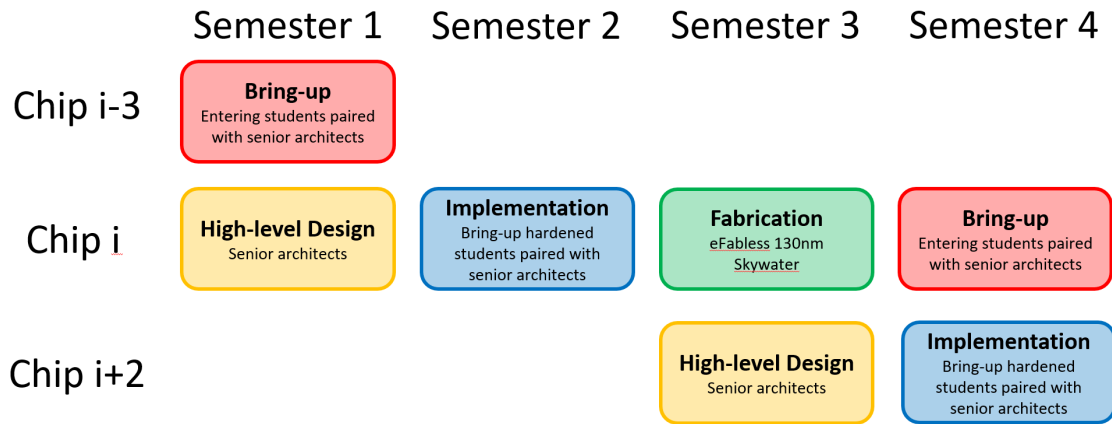 Semester 1
Semester 2
Semester 3
Semester 4
Chip i-3
Bring-up
Entering students paired
with senior architects
Chip i
High-level Design
Senior architects
Implementation
Bring-up hardened
students paired with
senior architects
Fabrication
eFabless 130nm
Skywater
Bring-up
Entering students paired
with senior architects
Chip i+2
High-level Design
Senior architects
Implementation
Bring-up hardened
students paired with
senior architects